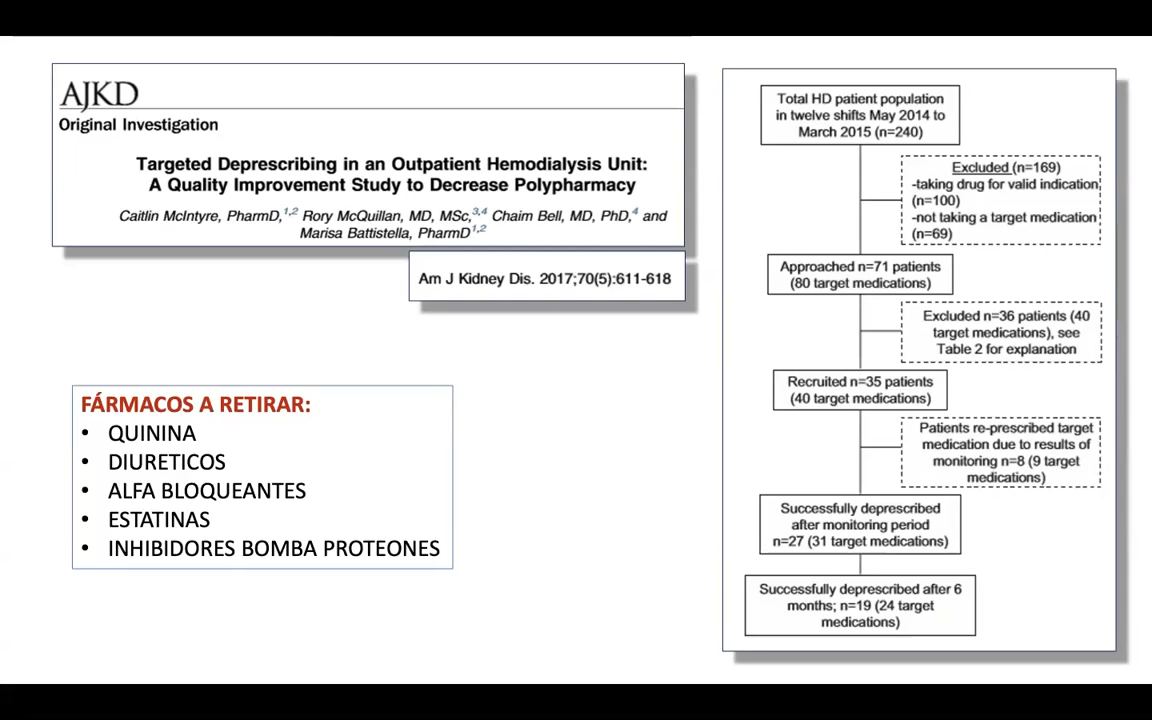 AJKD
Original Investigation
Targeted Deprescribing in an Outpatient Hemodialysis Unit:
A Quality Improvement Study to Decrease Polypharmacy
Caitlin McIntyre, PharmD,1,2 Rory McQuillan, MD, MSc,3,4 Chaim Bell, MD, PhD,4 and
Marisa Battistella, PharmD1,2
Am J Kidney Dis. 2017;70(5):611-618
FÁRMACOS A RETIRAR:
• QUININA
• DIURETICOS
• ALFA BLOQUEANTES
• ESTATINAS
• INHIBIDORES BOMBA PROTEONES
Total HD patient population
in twelve shifts May 2014 to
March 2015 (n=240)
Excluded (n=169)
-taking drug for valid indication
(n=100)
-not taking a target medication
(n=69)
Approached n=71 patients
(80 target medications)
Excluded n=36 patients (40
target medications), see
Table 2 for explanation
Recruited n=35 patients
(40 target medications)
Patients re-prescribed target
medication due to results of
monitoring n=8 (9 target
medications)
Successfully deprescribed
after monitoring period
n=27 (31 target medications)
Successfully deprescribed after 6
months; n=19 (24 target
medications)